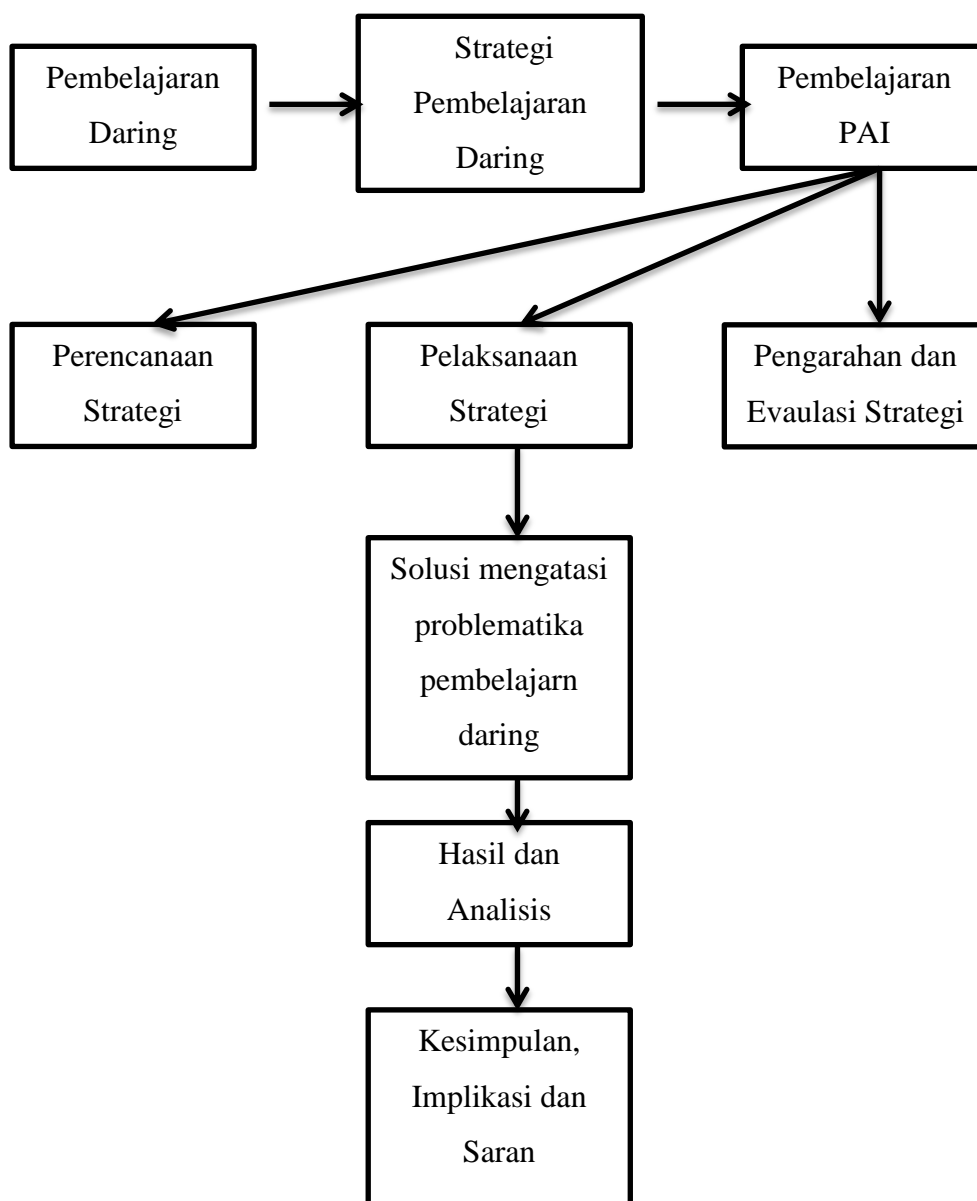 Pembelajaran
Daring
Strategi
Pembelajaran
Daring
Pembelajaran
PAI
Perencanaan
Strategi
Pelaksanaan
Strategi
Pengarahan dan
Evaulasi Strategi
Solusi mengatasi
problematika
pembelajarn
daring
Hasil dan
Analisis
Kesimpulan,
Implikasi dan
Saran